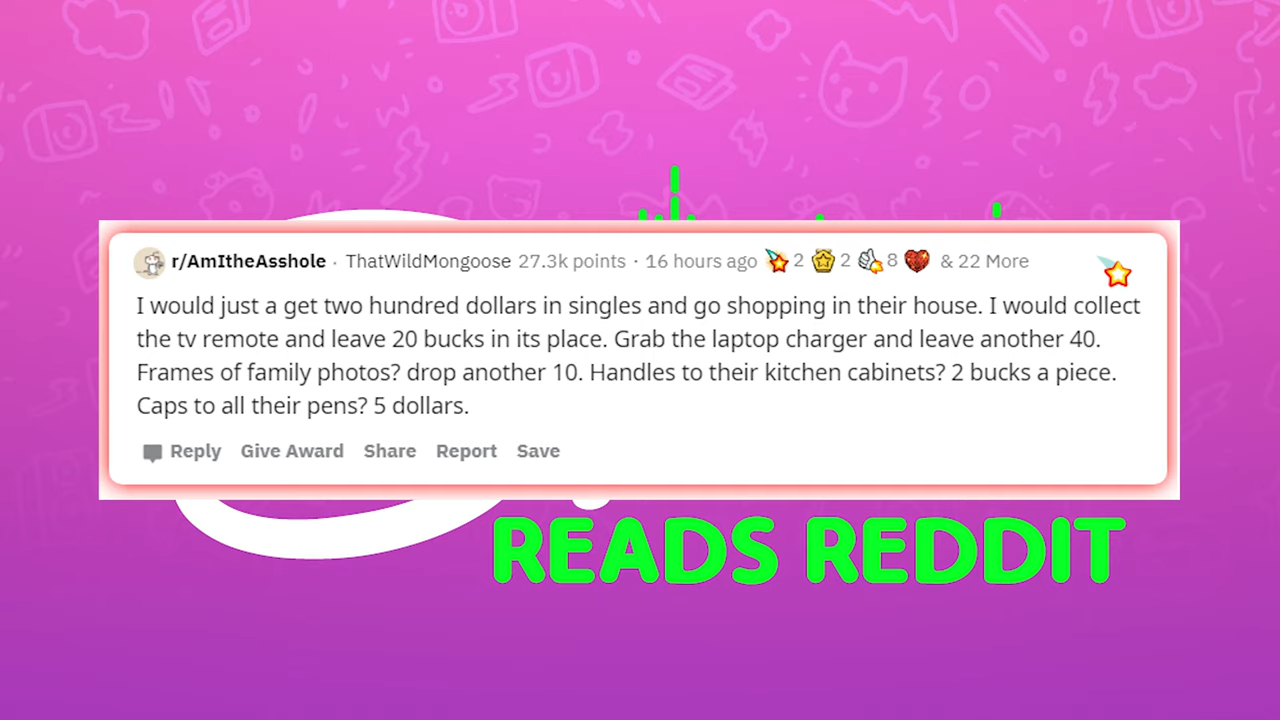 r/AmItheAsshole · ThatWildMongoose 27.3k points · 16 hours ago 2 2 8 & 22 More
I would just a get two hundred dollars in singles and go shopping in their house. I would collect
the tv remote and leave 20 bucks in its place. Grab the laptop charger and leave another 40.
Frames of family photos? drop another 10. Handles to their kitchen cabinets? 2 bucks a piece.
Caps to all their pens? 5 dollars.
Reply Give Award Share Report Save
READS REDDIT